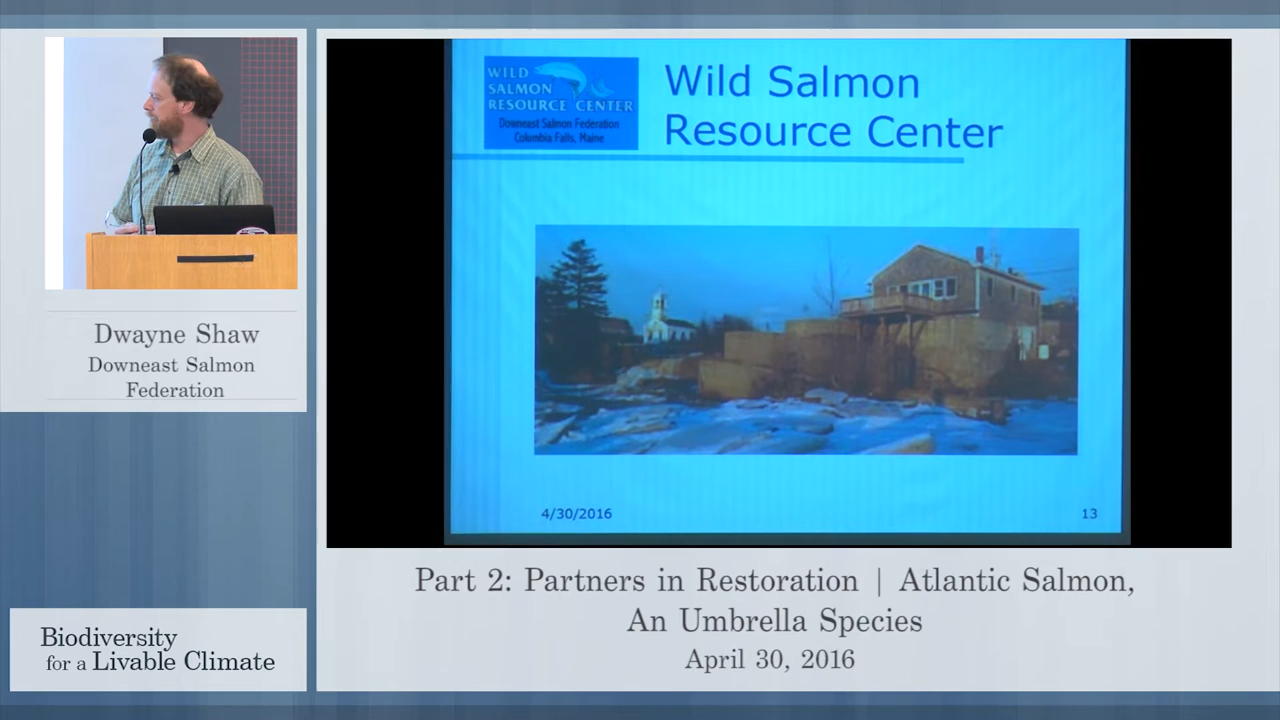 WILD
SALMON
RESOURCE CENTER
Downeast Salmon Federation
Columbia Falls, Maine
Wild Salmon
Resource Center
4/30/2016
13
Dwayne Shaw
Downeast Salmon
Federation
Biodiversity
for a Livable Climate
Part 2: Partners in Restoration | Atlantic Salmon,
An Umbrella Species
April 30, 2016